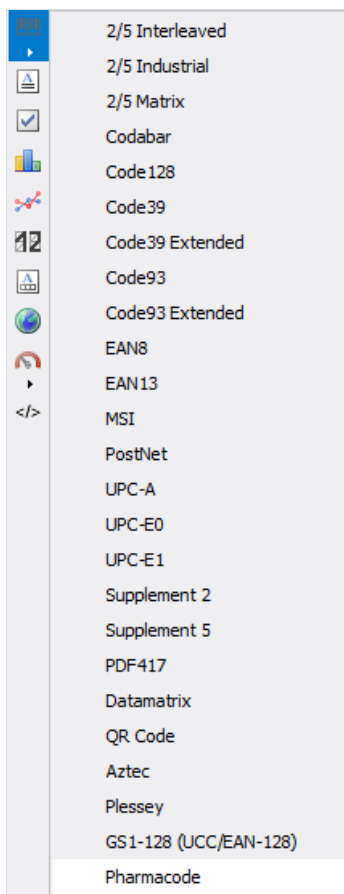 2/5 Interleaved
2/5 Industrial
2/5 Matrix
Codabar
Code128
Code39
Code39 Extended
Code93
Code93 Extended
EAN8
EAN13
MSI
PostNet
UPC-A
UPC-E0
UPC-E1
Supplement 2
Supplement 5
PDF417
Datamatrix
QR Code
Aztec
Plessey
GS1-128 (UCC/EAN-128)
Pharmacode